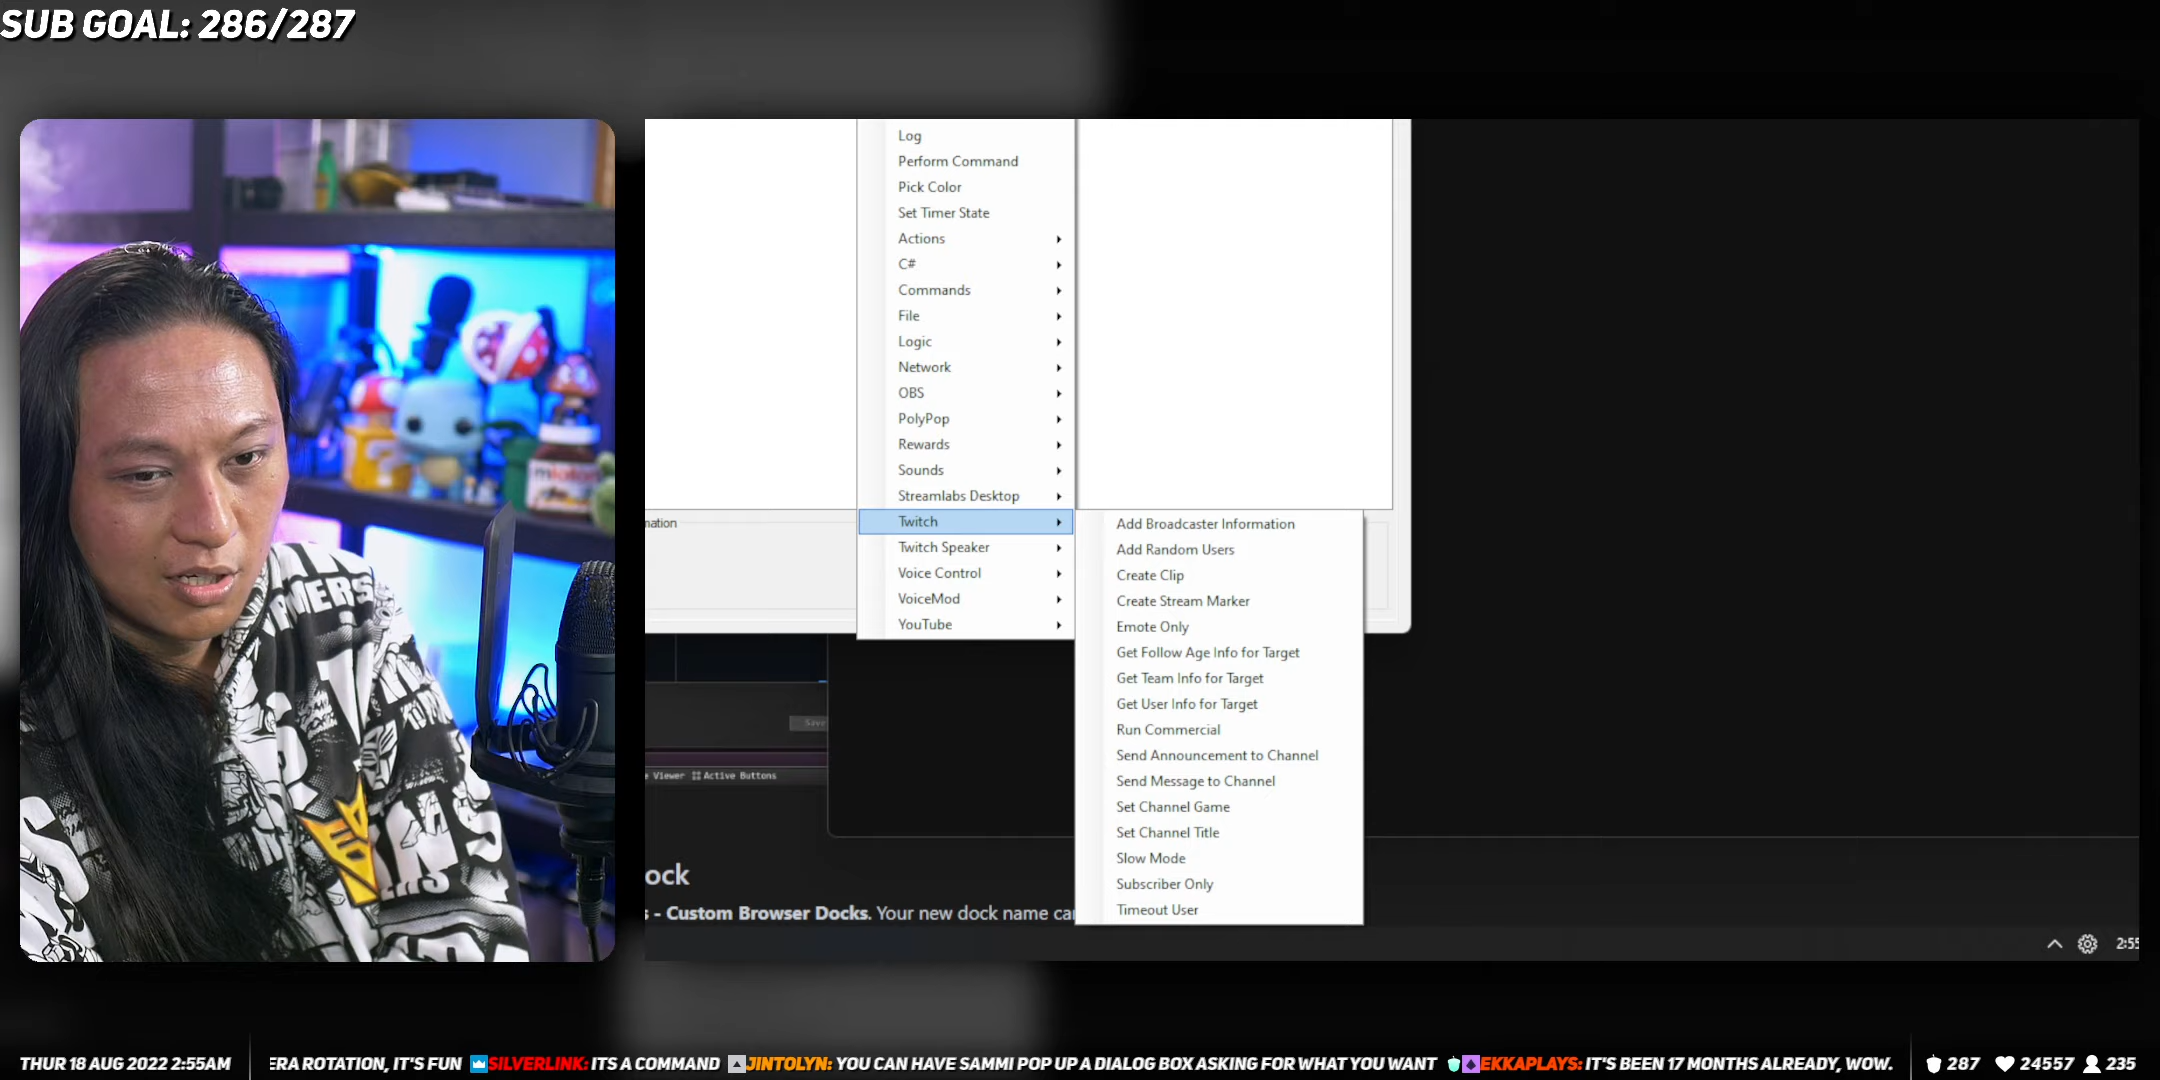 SUB GOAL: 286/287
Log
Perform Command
Pick Color
Set Timer State
Actions
C#
Commands
File
Logic
Network
OBS
PolyPop
Rewards
Sounds
Streamlabs Desktop
Twitch
Twitch Speaker
Voice Control
VoiceMod
YouTube
mation
Add Broadcaster Information
Add Random Users
Create Clip
Create Stream Marker
Emote Only
Get Follow Age Info for Target
Get Team Info for Target
Get User Info for Target
Run Commercial
Send Announcement to Channel
Send Message to Channel
Set Channel Game
Set Channel Title
Slow Mode
Subscriber Only
Timeout User
Save
e Viewer Active Buttons
ock
s - Custom Browser Docks. Your new dock name ca
2:55
THUR 18 AUG 2022 2:55AM ERA ROTATION, IT'S FUN SILVERLINK: ITS A COMMAND JINTOLYN: YOU CAN HAVE SAMMI POP UP A DIALOG BOX ASKING FOR WHAT YOU WANT EKKAPLAYS: IT'S BEEN 17 MONTHS ALREADY, WOW. 287 24557 235